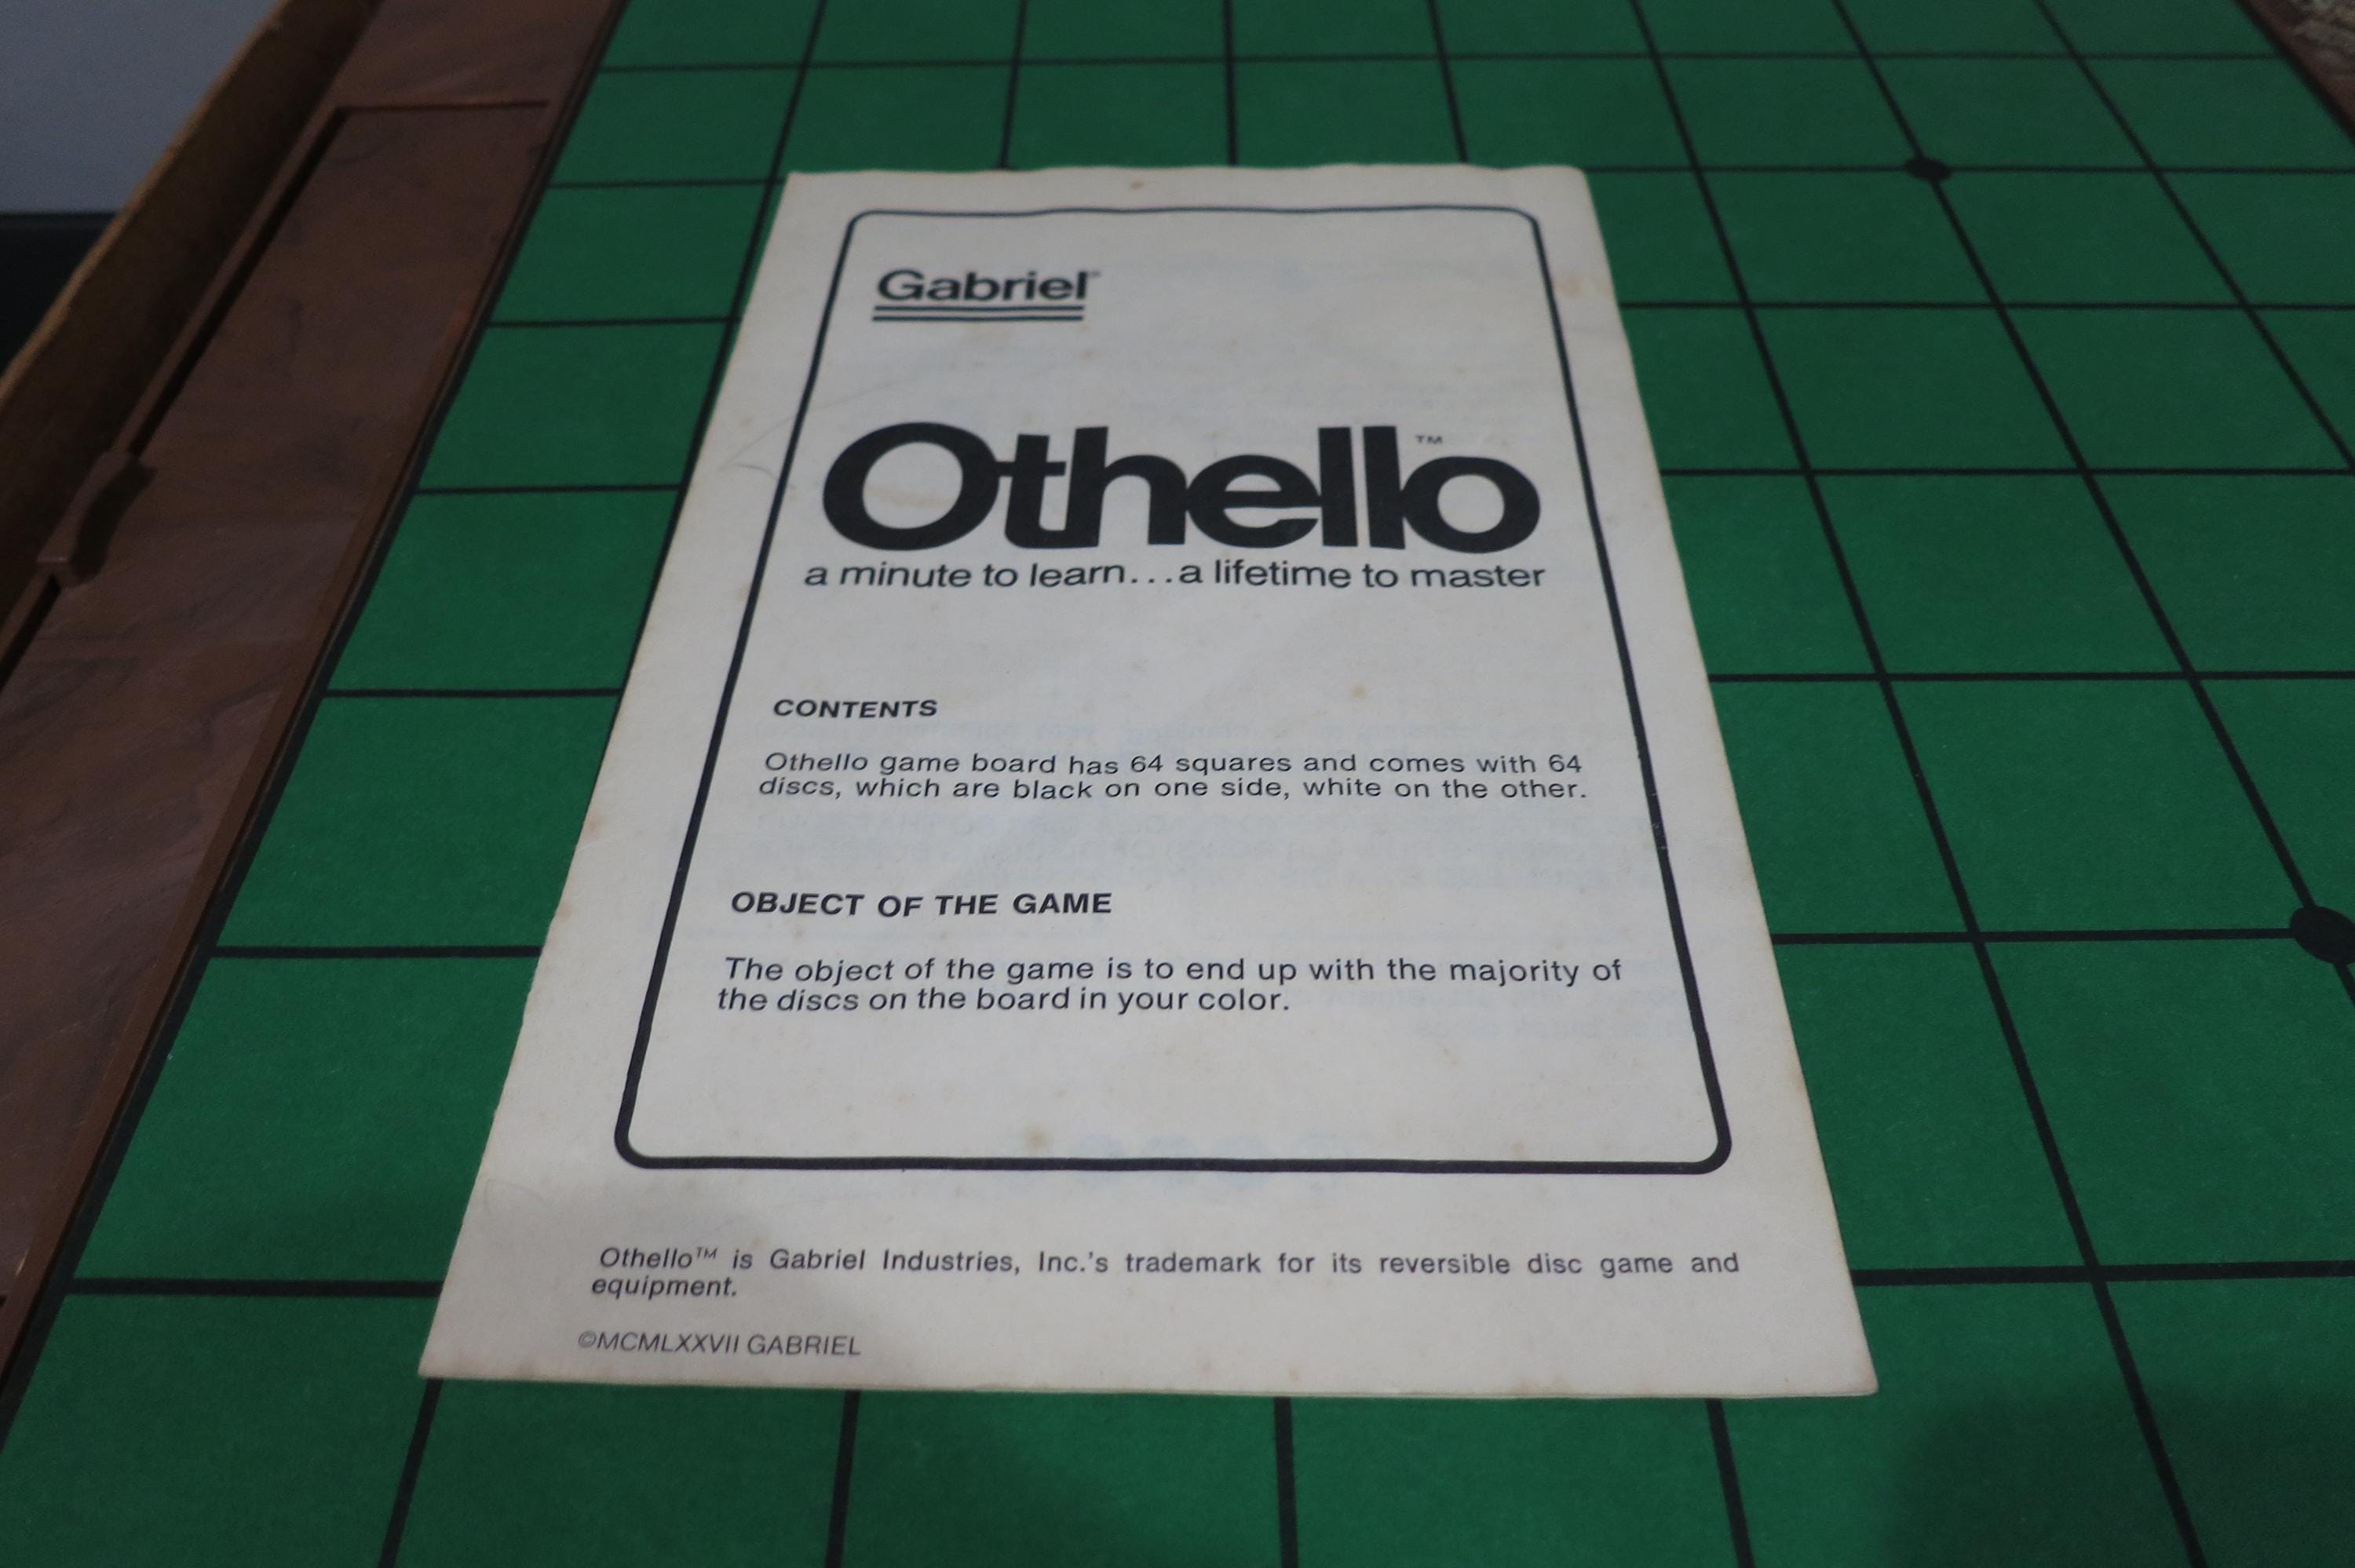 Gabriel
Othello™
a minute to learn...a lifetime to master
CONTENTS
Othello game board has 64 squares and comes with 64
discs, which are black on one side, white on the other.
OBJECT OF THE GAME
The object of the game is to end up with the majority of
the discs on the board in your color.
Othello™ is Gabriel Industries, Inc.'s trademark for its reversible disc game and
equipment.
©MCMLXXVII GABRIEL